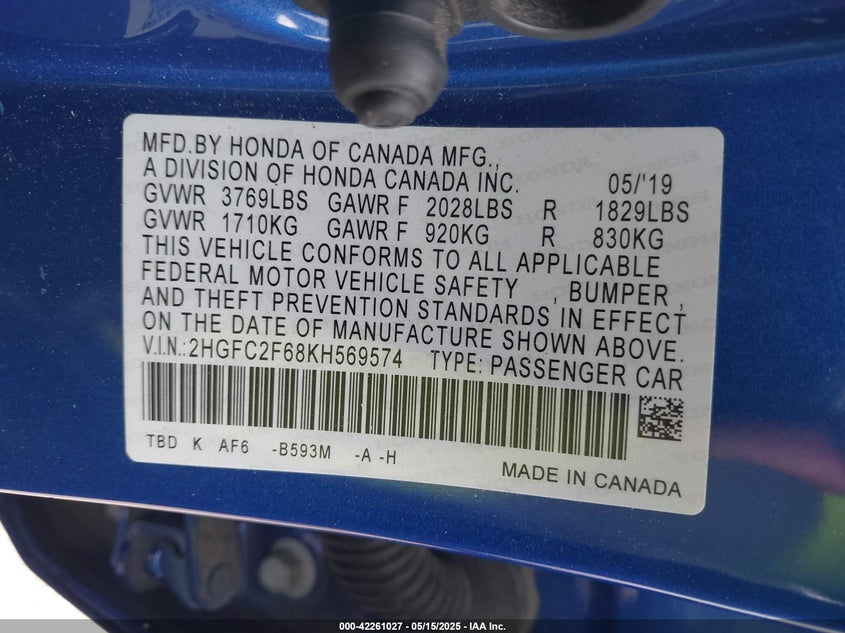 MFD.BY HONDA OF CANADA MFG.,
A DIVISION OF HONDA CANADA INC. 05/'19
GVWR 3769LBS GAWR F 2028LBS R 1829LBS
GVWR 1710KG GAWR F 920KG R 830KG
THIS VEHICLE CONFORMS TO ALL APPLICABLE
FEDERAL MOTOR VEHICLE SAFETY , BUMPER ,
AND THEFT PREVENTION STANDARDS IN EFFECT
ON THE DATE OF MANUFACTURE SHOWN ABOVE.
V.I.N.: 2HGFC2F68KH569574 TYPE: PASSENGER CAR
TBD K AF6 -B593M -A -H
MADE IN CANADA
000-42261027 - 05/15/2025 - IAA Inc.